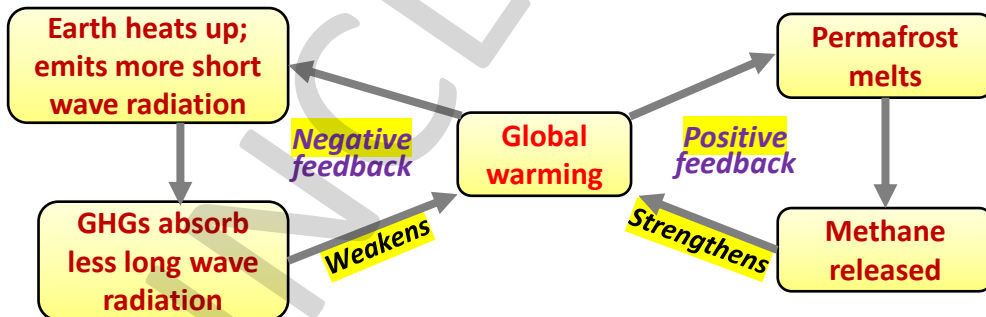 Earth heats up;
emits more short
wave radiation
Negative
feedback
GHGs absorb
less long wave
radiation
Weakens
Global
warming
Permafrost
melts
Positive
feedback
Strengthens
Methane
released